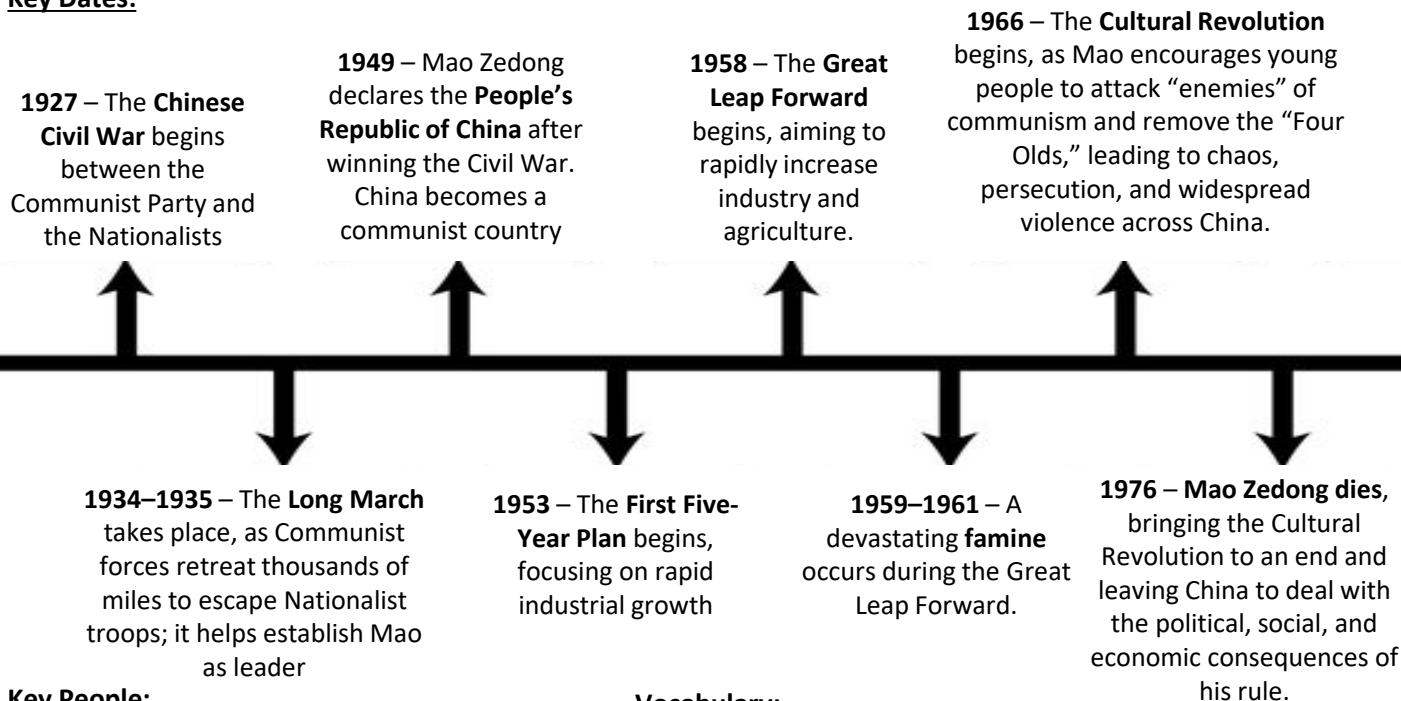 Key Dates:
1927 – The Chinese
Civil War begins
between the
Communist Party and
the Nationalists
1949 – Mao Zedong
declares the People’s
Republic of China after
winning the Civil War.
China becomes a
communist country
1958 – The Great
Leap Forward
begins, aiming to
rapidly increase
industry and
agriculture.
1966 – The Cultural Revolution
begins, as Mao encourages young
people to attack “enemies” of
communism and remove the “Four
Olds,” leading to chaos,
persecution, and widespread
violence across China.
1934–1935 – The Long March
takes place, as Communist
forces retreat thousands of
miles to escape Nationalist
troops; it helps establish Mao
as leader
1953 – The First Five-
Year Plan begins,
focusing on rapid
industrial growth
1959–1961 – A
devastating famine
occurs during the Great
Leap Forward.
1976 – Mao Zedong dies,
bringing the Cultural
Revolution to an end and
leaving China to deal with
the political, social, and
economic consequences of
his rule.
Key People:
Vocabulary: